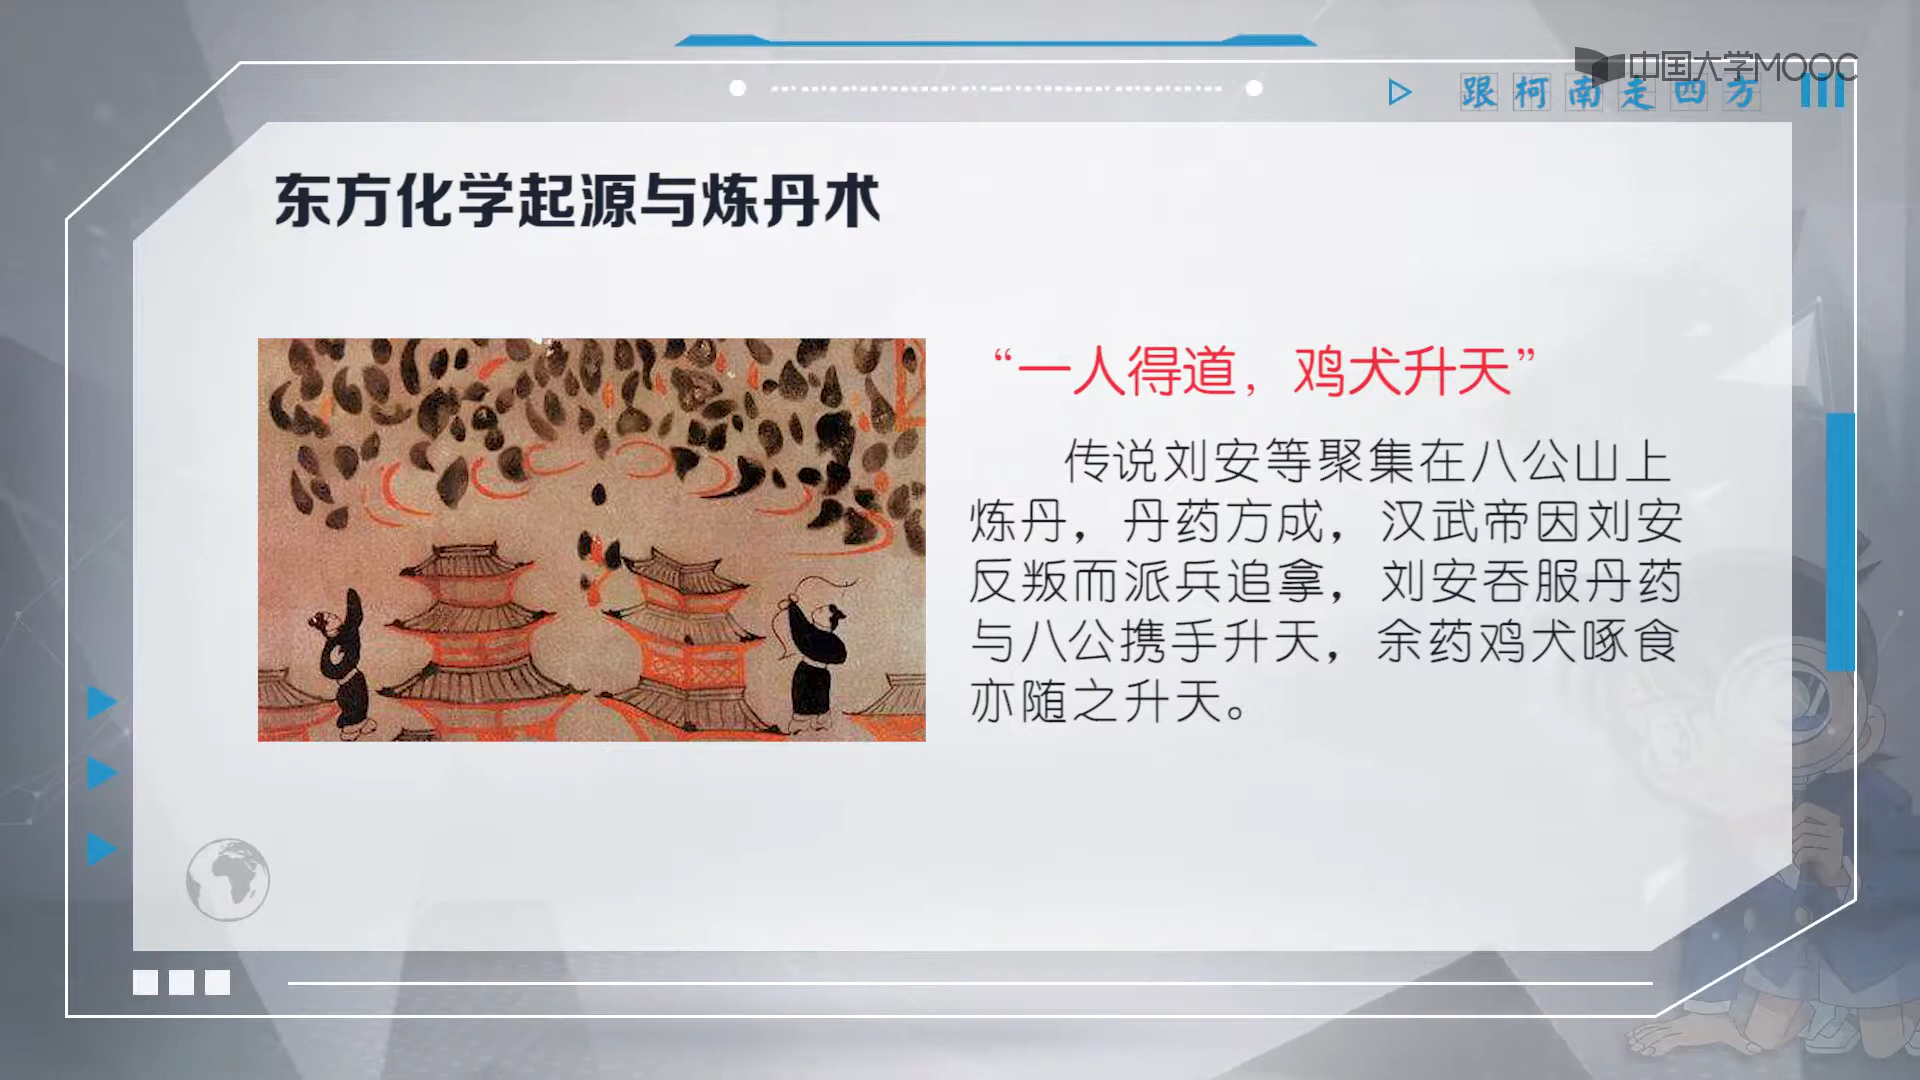 中国大学MOOC
跟柯南走四方
东方化学起源与炼丹术
“一人得道，鸡犬升天”
传说刘安等聚集在八公山上
炼丹，丹药方成，汉武帝因刘安
反叛而派兵追拿，刘安吞服丹药
与八公携手升天，余药鸡犬啄食
亦随之升天。